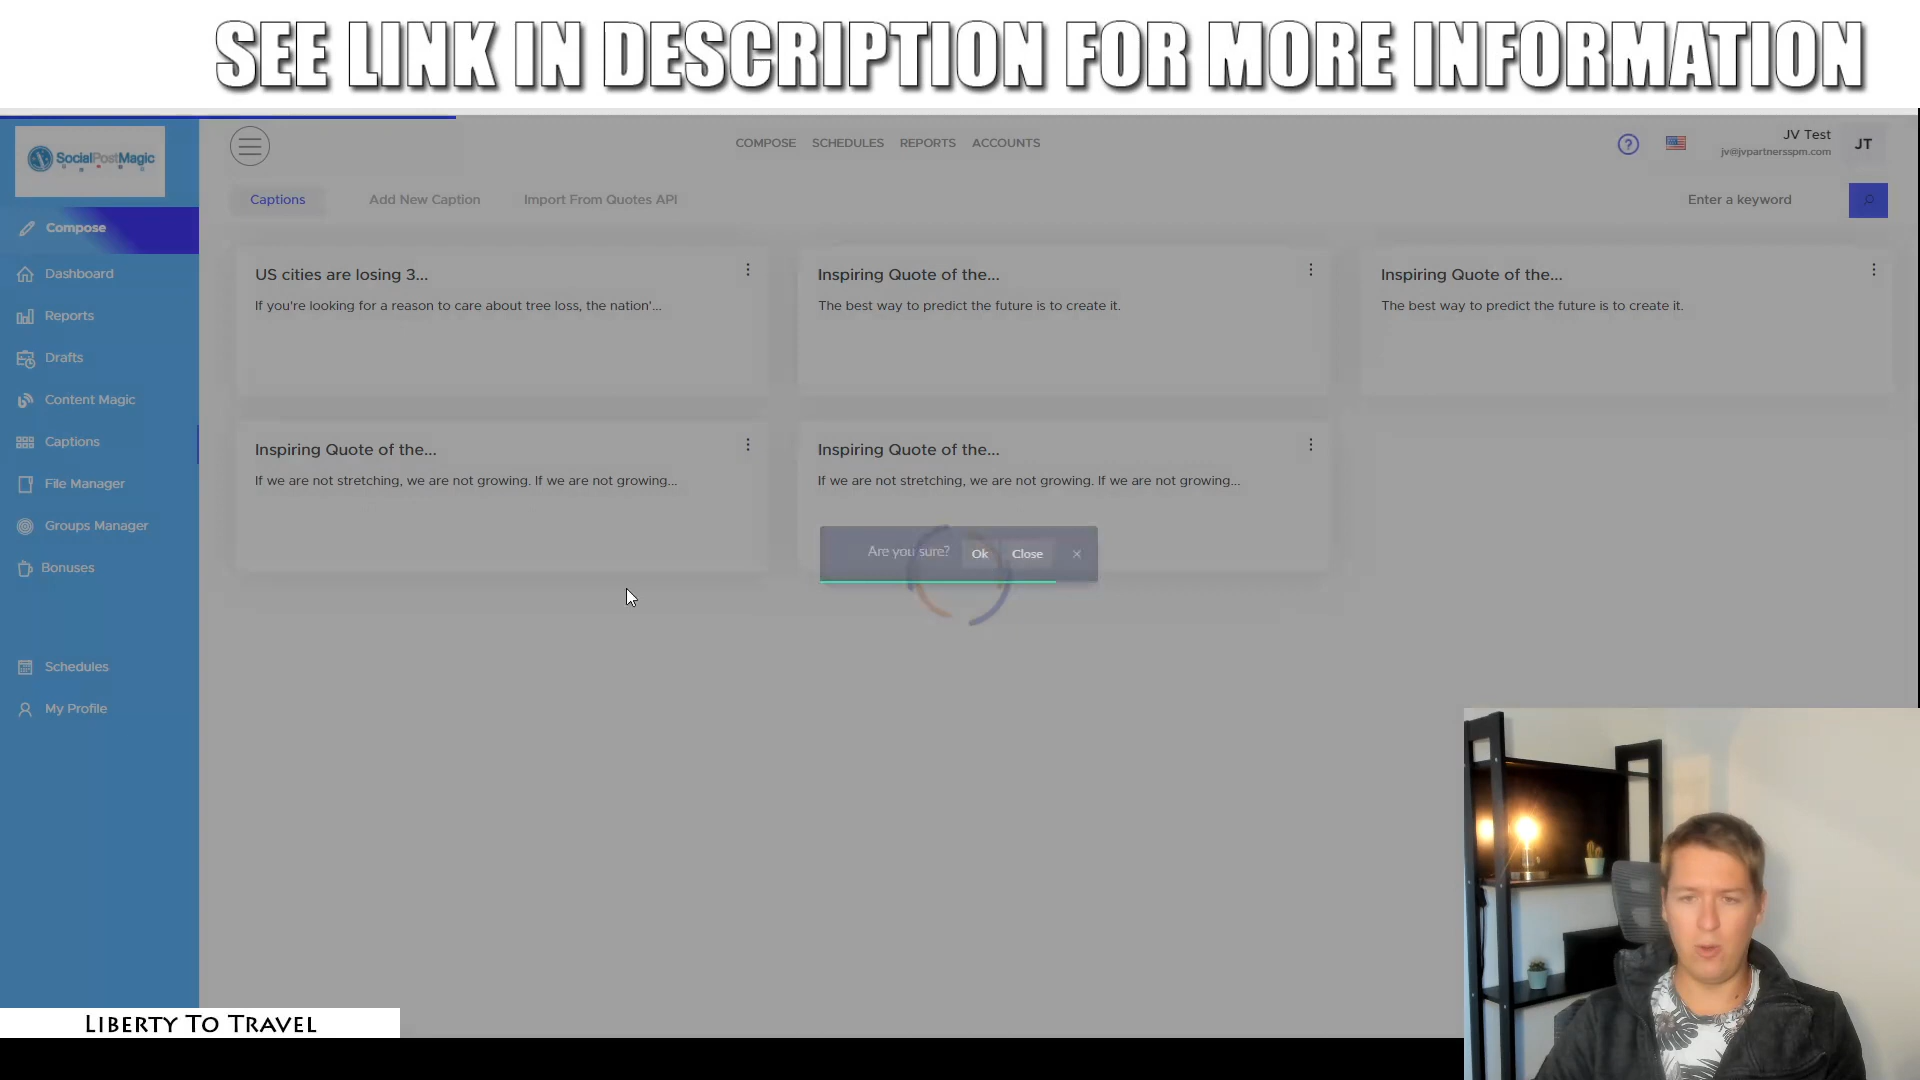 SEE LINK IN DESCRIPTION FOR MORE INFORMATION
SocialPostMagic
COMPOSE SCHEDULES REPORTS ACCOUNTS
?
JV Test
jv@jvpartnersspm.com
JT
Captions Add New Caption Import From Quotes API
Enter a keyword
Compose
Dashboard
Reports
Drafts
Content Magic
Captions
File Manager
Groups Manager
Bonuses
Schedules
My Profile
US cities are losing 3...
If you're looking for a reason to care about tree loss, the nation'...
Inspiring Quote of the...
The best way to predict the future is to create it.
Inspiring Quote of the...
The best way to predict the future is to create it.
Inspiring Quote of the...
If we are not stretching, we are not growing. If we are not growing...
Inspiring Quote of the...
If we are not stretching, we are not growing. If we are not growing...
Are you sure? Ok Close ×
LIBERTY TO TRAVEL